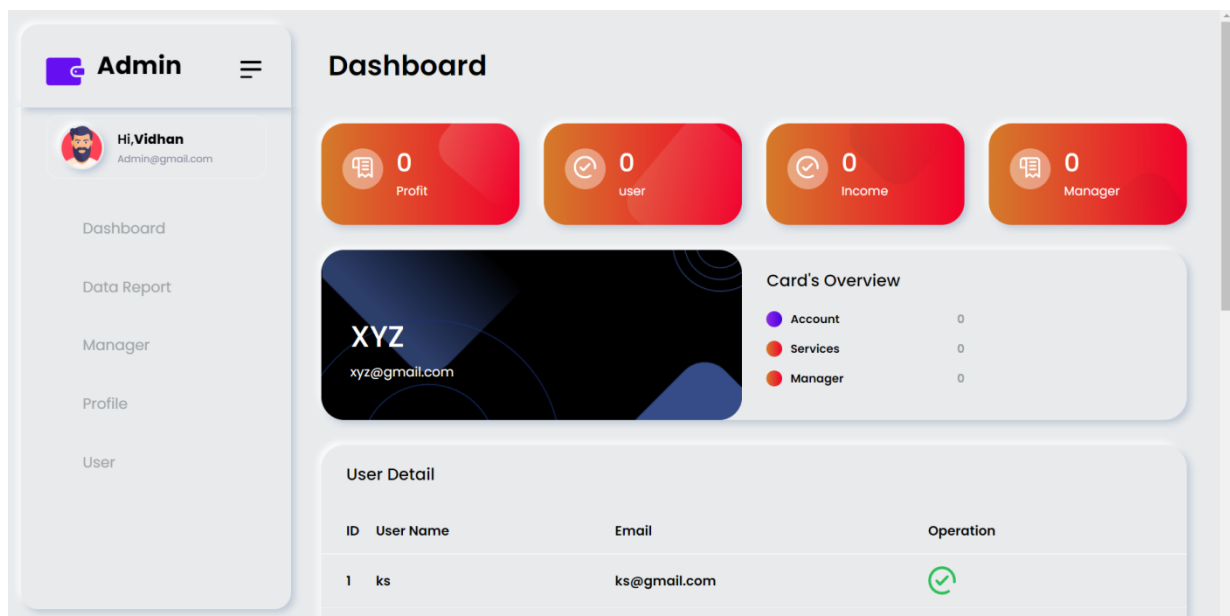 Admin
Hi,Vidhan
Admin@gmail.com
Dashboard
Data Report
Manager
Profile
User
Dashboard
0
Profit
0
user
0
Income
0
Manager
XYZ
xyz@gmail.com
Card's Overview
Account 0
Services 0
Manager 0
User Detail
ID User Name Email Operation
1 ks ks@gmail.com